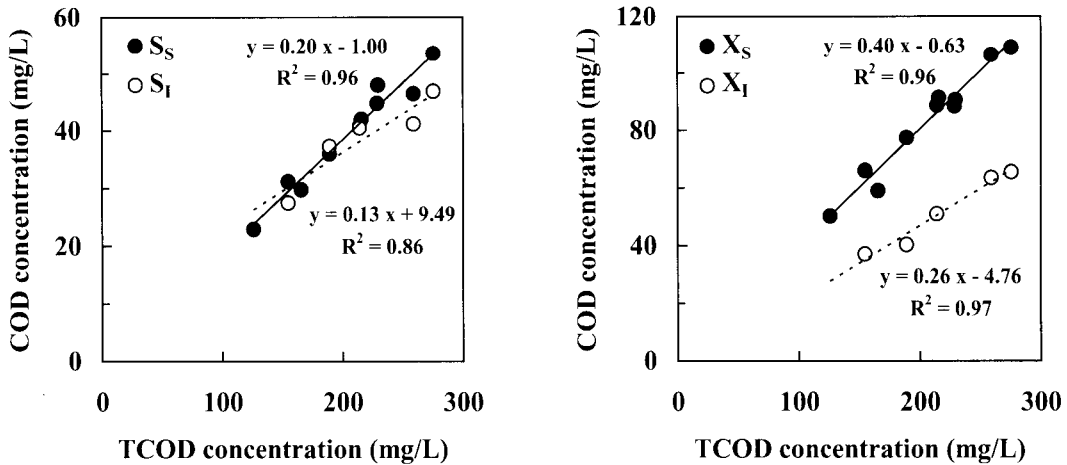 60
40
20
0
COD concentration (mg/L)
S_S
S_I
y = 0.20 x - 1.00
R² = 0.96
y = 0.13 x + 9.49
R² = 0.86
0
100
200
300
TCOD concentration (mg/L)
120
80
40
0
COD concentration (mg/L)
X_S
X_I
y = 0.40 x - 0.63
R² = 0.96
y = 0.26 x - 4.76
R² = 0.97
0
100
200
300
TCOD concentration (mg/L)